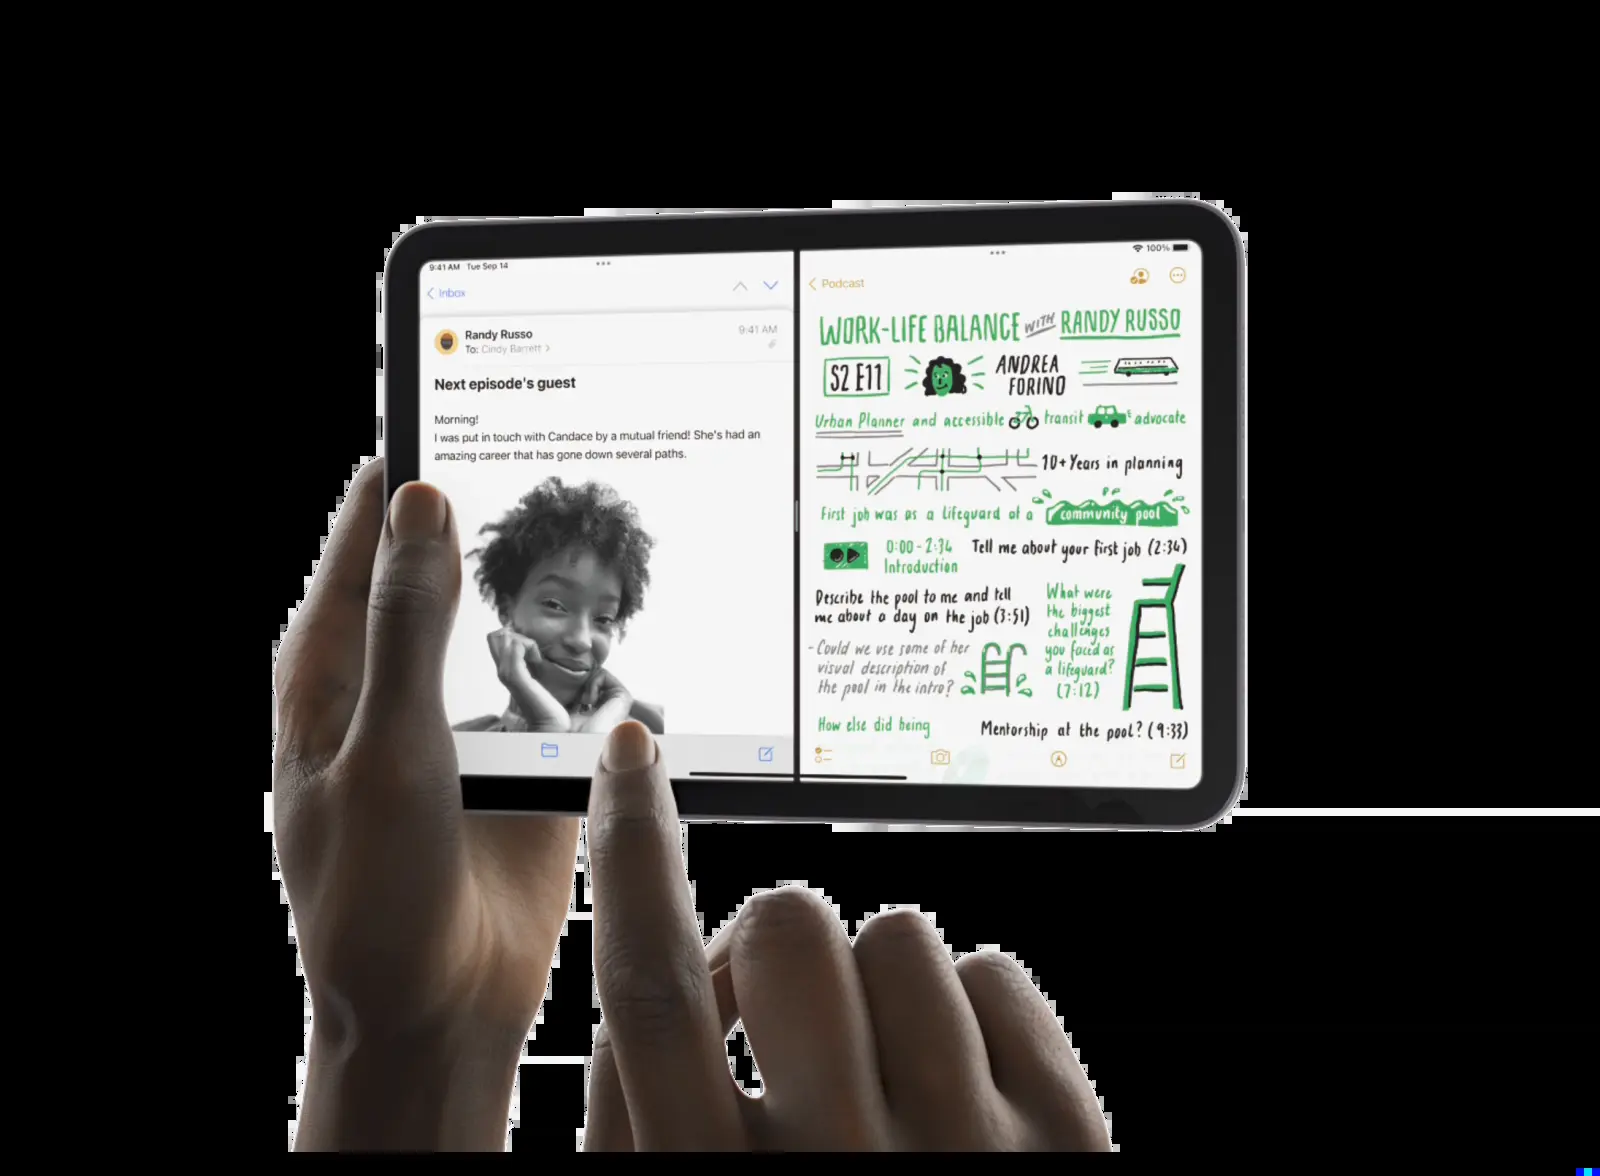 9:41 AM Tue Sep 14
Inbox
Randy Russo
9:41 AM
To: Cindy Barrett
Next episode's guest
Morning!
I was put in touch with Candace by a mutual friend! She's had an
amazing career that has gone down several paths.
100%
Podcast
WORK-LIFE BALANCE WITH RANDY RUSSO
S2 E11
ANDREA
FORINO
Urban Planner and accessible transit advocate
10+ Years in planning
First job was as a lifeguard at a community pool
0:00 - 2:34
Introduction
Tell me about your first job (2:34)
Describe the pool to me and tell
me about a day on the job (3:51)
- Could we use some of her
visual description of
the pool in the intro?
What were
the biggest
challenges
you faced as
a lifeguard?
(7:12)
How else did being
Mentorship at the pool? (9:33)